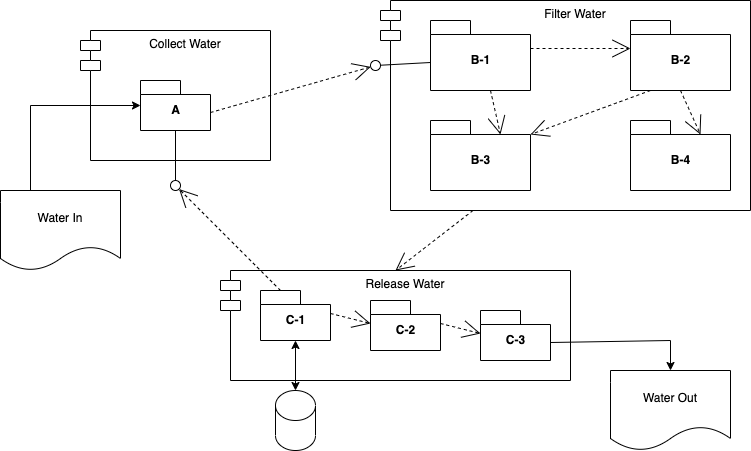 Collect Water
Filter Water
A
B-1
B-2
B-3
B-4
Water In
Release Water
C-1
C-2
C-3
Water Out